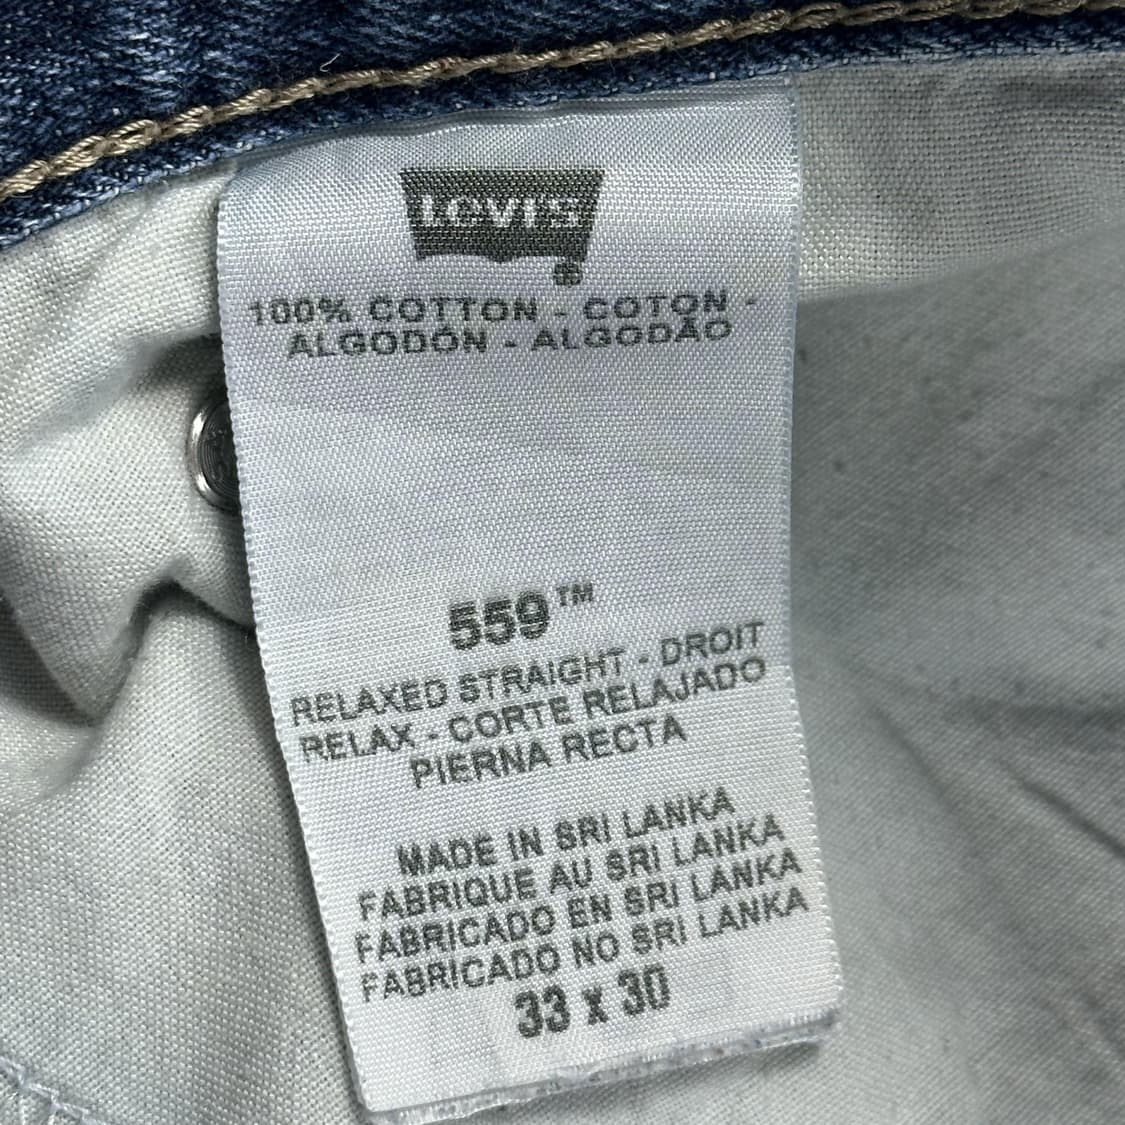 LEVI'S
®
100% COTTON - COTON -
ALGODÓN - ALGODÃO
559™
RELAXED STRAIGHT - DROIT
RELAX - CORTE RELAJADO
PIERNA RECTA
MADE IN SRI LANKA
FABRIQUE AU SRI LANKA
FABRICADO EN SRI LANKA
FABRICADO NO SRI LANKA
33 x 30